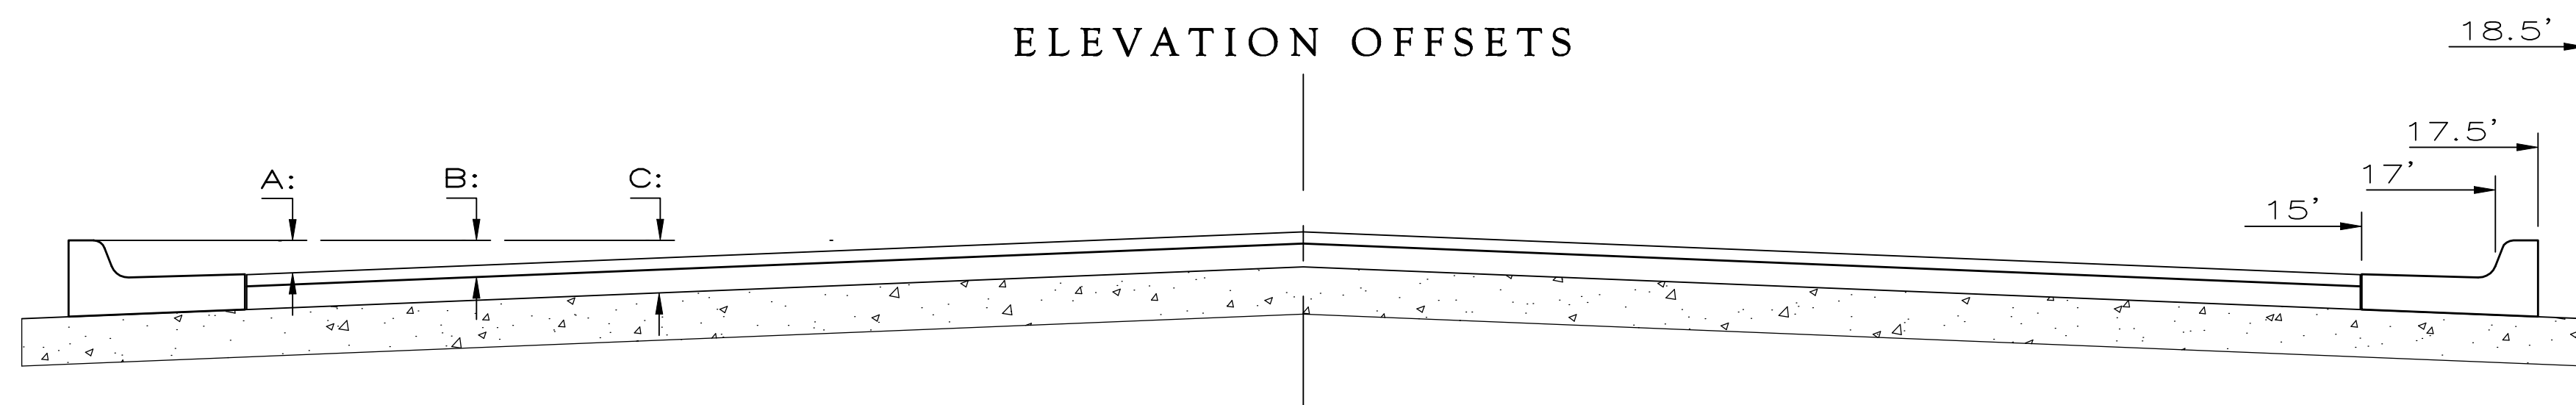 ELEVATION OFFSETS
18.5’
17.5’
17’
15’
A: B: C: